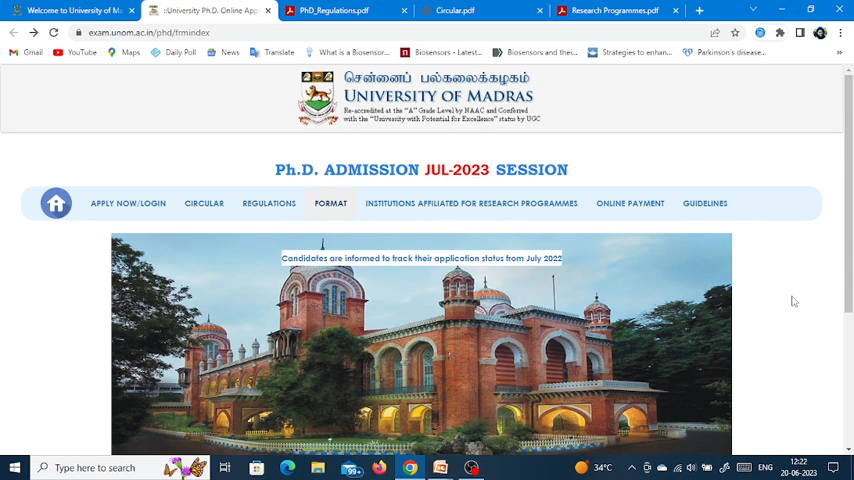 Welcome to University of Ma
::University Ph.D. Online App
PhD_Regulations.pdf
Circular.pdf
Research Programmes.pdf
exam.unom.ac.in/phd/frmindex
Gmail
YouTube
Maps
Daily Poll
News
Translate
What is a Biosensor...
Biosensors - Latest...
Biosensors and thei...
Strategies to enhan...
Parkinson's disease...
சென்னைப் பல்கலைக்கழகம்
UNIVERSITY OF MADRAS
Re-accredited at the "A" Grade Level by NAAC and Conferred
with the "University with Potential for Excellence" status by UGC
Ph.D. ADMISSION JUL-2023 SESSION
APPLY NOW/LOGIN
CIRCULAR
REGULATIONS
FORMAT
INSTITUTIONS AFFILIATED FOR RESEARCH PROGRAMMES
ONLINE PAYMENT
GUIDELINES
Candidates are informed to track their application status from July 2022
Type here to search
99+
34°C
ENG
12:22
20-06-2023